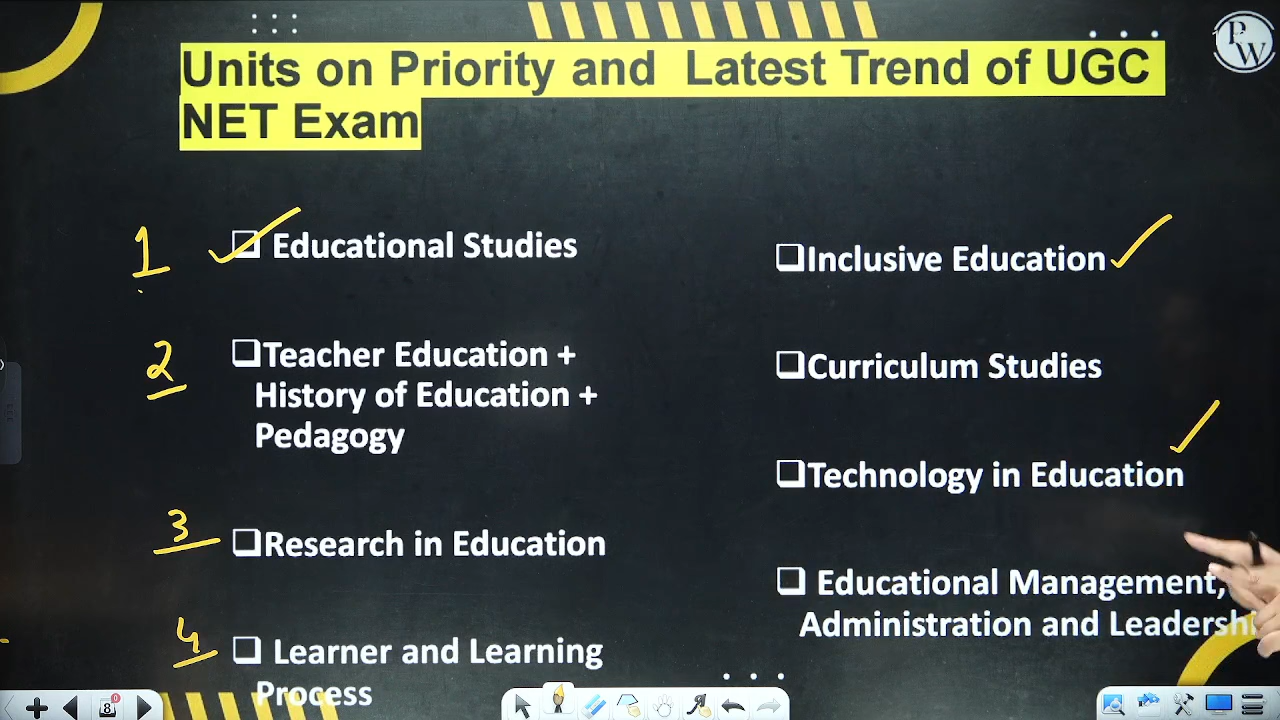 Units on Priority and Latest Trend of UGC
NET Exam
PW
1
Educational Studies
2
Teacher Education +
History of Education +
Pedagogy
3
Research in Education
4
Learner and Learning
Process
Inclusive Education
Curriculum Studies
Technology in Education
Educational Management,
Administration and Leadershi
8
0